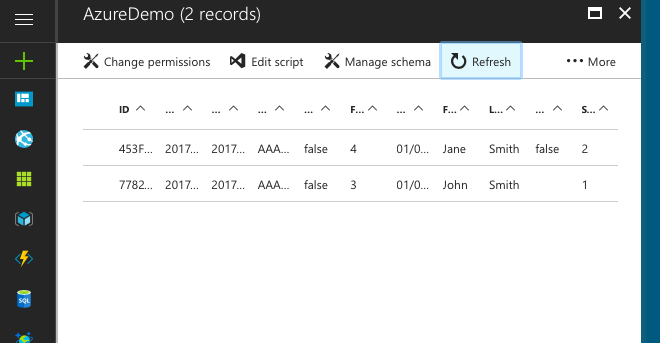 AzureDemo (2 records)
Change permissions Edit script Manage schema Refresh ••• More
ID ... ... ... ... F... ... F... L... ... S...
453F... 2017... 2017... AAA... false 4 01/0... Jane Smith false 2
7782... 2017... 2017... AAA... false 3 01/0... John Smith 1
SQL